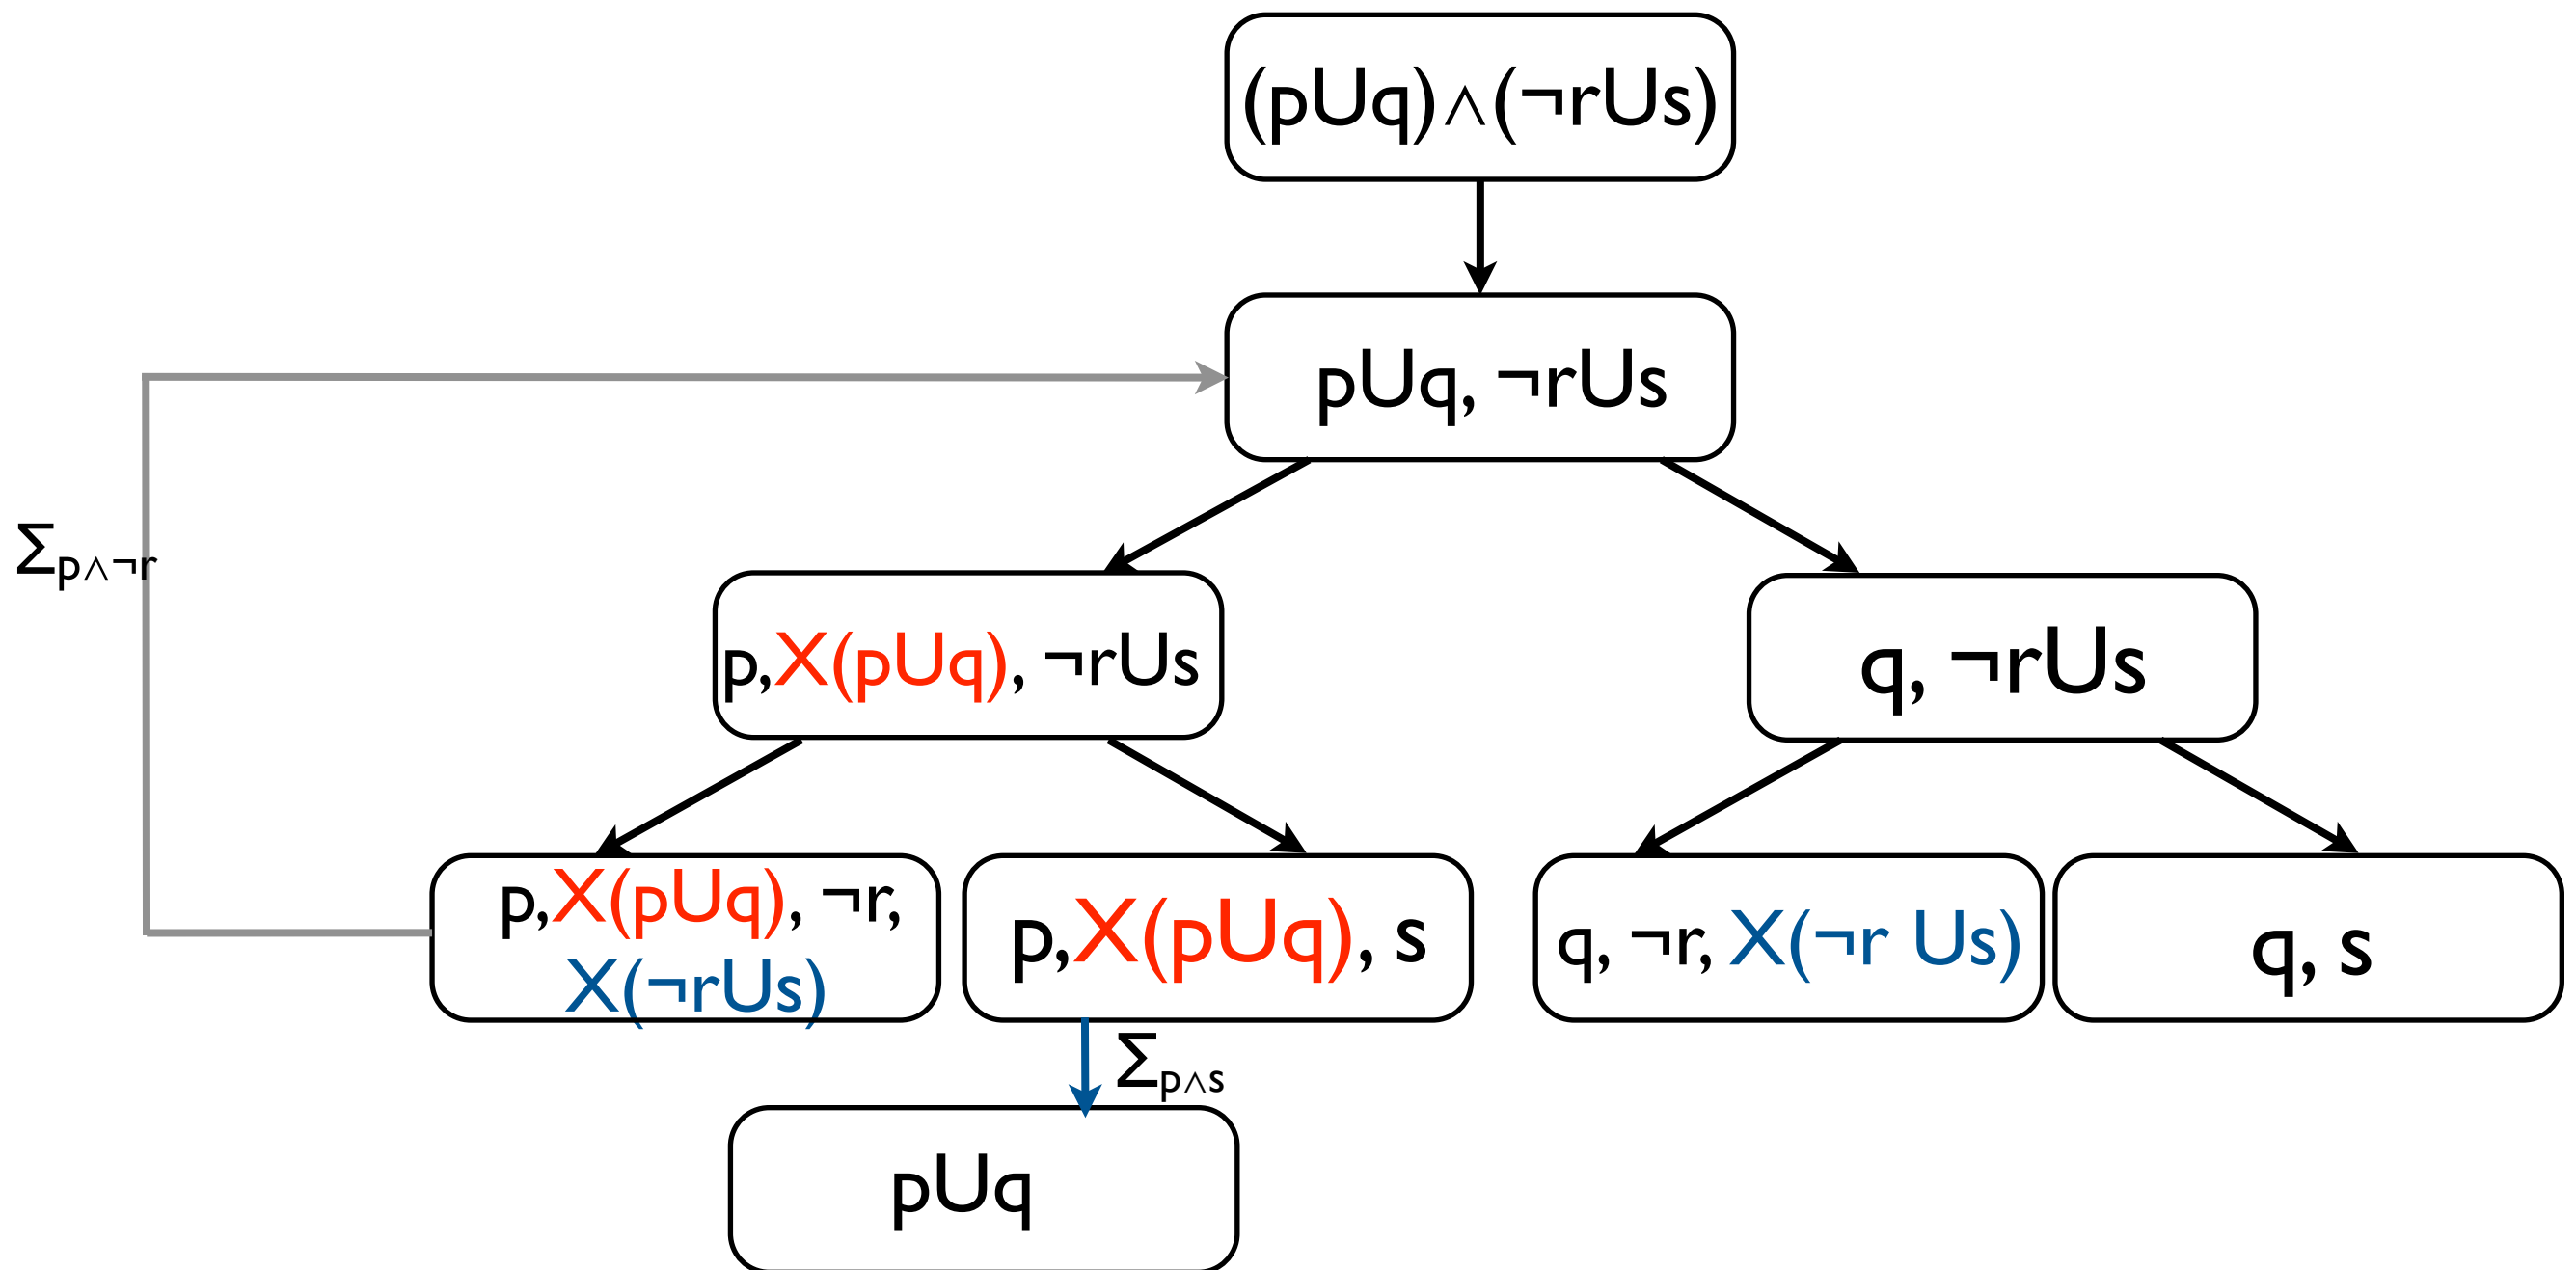 (pUq)∧(¬rUs)
pUq, ¬rUs
Σp∧¬r
p,X(pUq), ¬rUs
q, ¬rUs
p,X(pUq), ¬r,
X(¬rUs)
p,X(pUq), s
q, ¬r, X(¬r Us)
q, s
Σp∧s
pUq